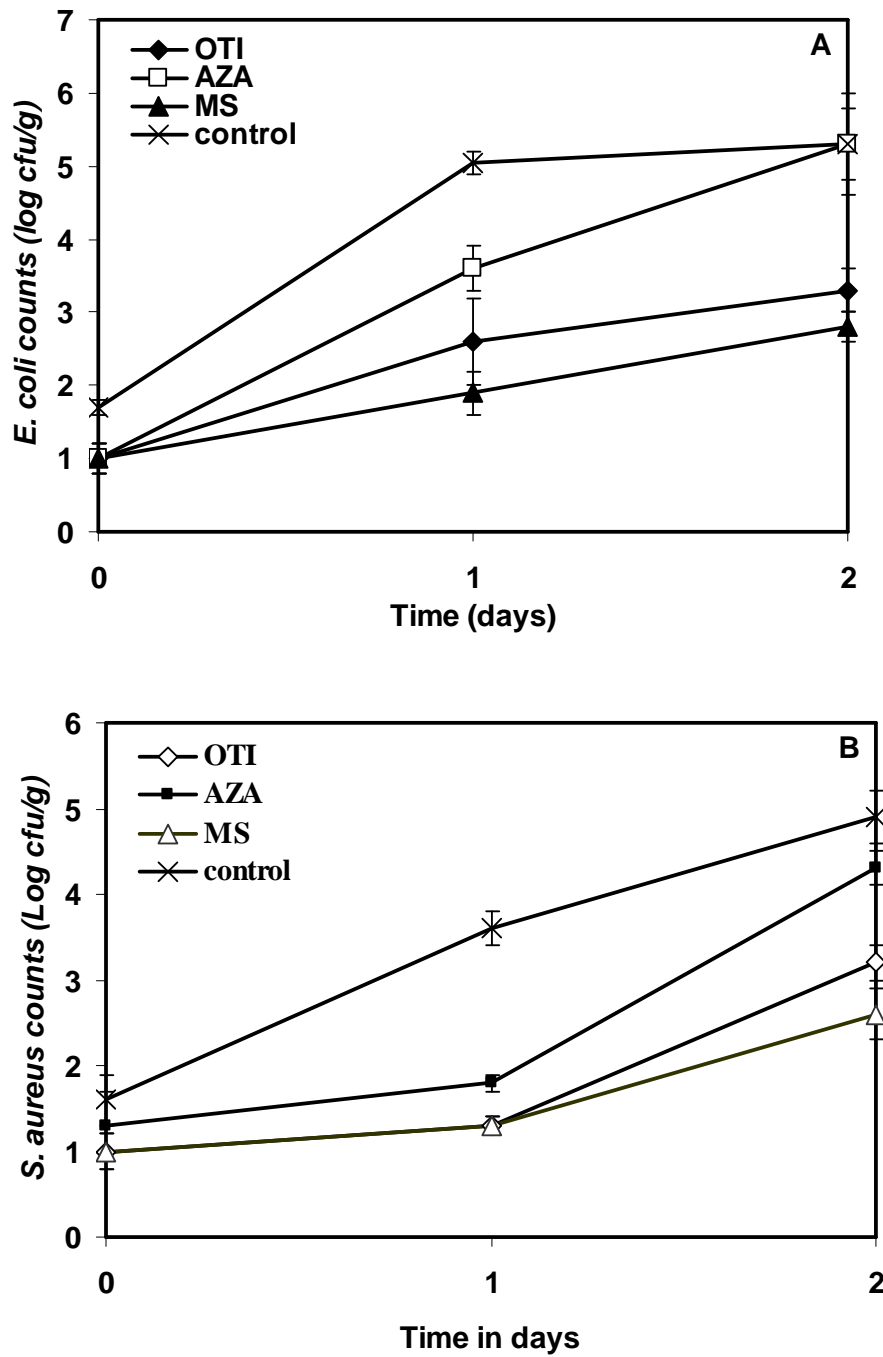 7
6
5
4
3
2
1
0
E. coli counts (log cfu/g)
OTI
AZA
MS
control
A
0 1 2
Time (days)
6
5
4
3
2
1
0
S. aureus counts (Log cfu/g)
OTI
AZA
MS
control
B
0 1 2
Time in days